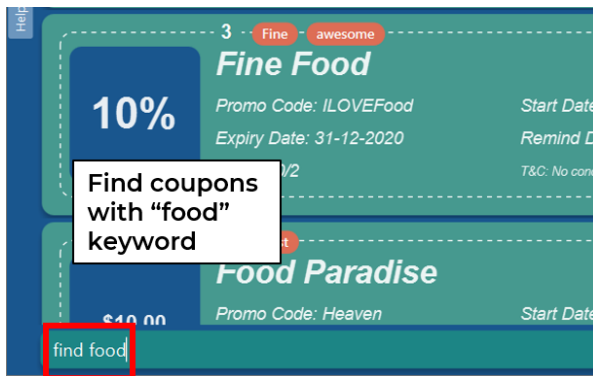 Help
3 Fine awesome
Fine Food
10%
Promo Code: ILOVEFood Start Date
Expiry Date: 31-12-2020 Remind D
0/2 T&C: No con
Find coupons
with “food”
keyword
st
Food Paradise
$10.00
Promo Code: Heaven Start Date
find food